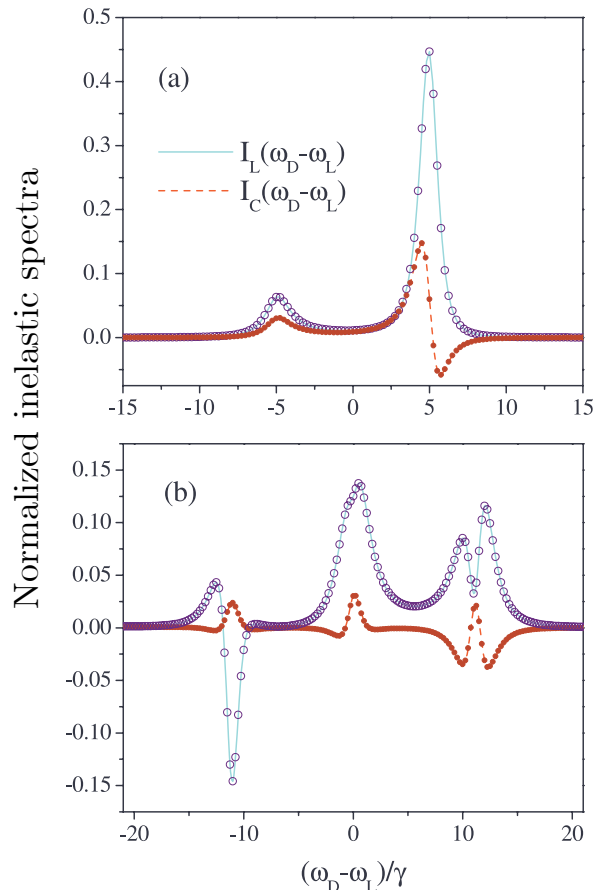 Normalized inelastic spectra
0.5
(a)
0.4
I_L(ω_D-ω_L)
0.3
I_C(ω_D-ω_L)
0.2
0.1
0.0
-15 -10 -5 0 5 10 15
0.15
(b)
0.10
0.05
0.00
-0.05
-0.10
-0.15
-20 -10 0 10 20
(ω_D-ω_L)/γ